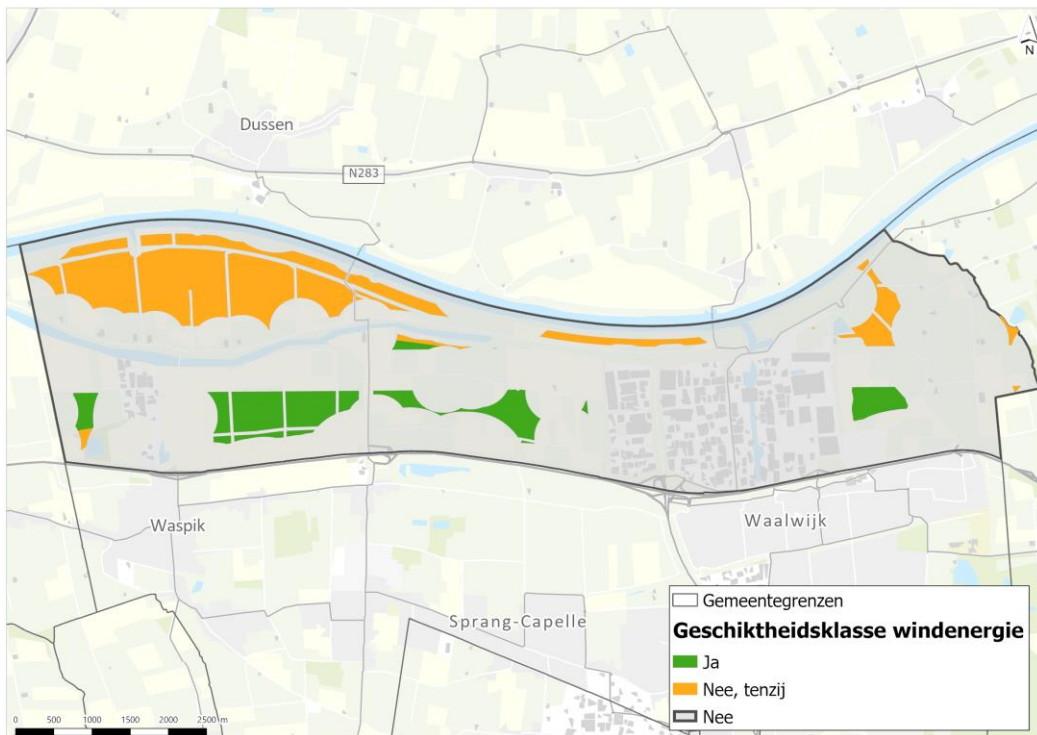 N
Dussen
N283
Waspik
Waalwijk
Sprang-Capelle
Gemeentegrenzen
Geschiktheidsklasse windenergie
Ja
Nee, tenzij
Nee
0 500 1000 1500 2000 2500 m